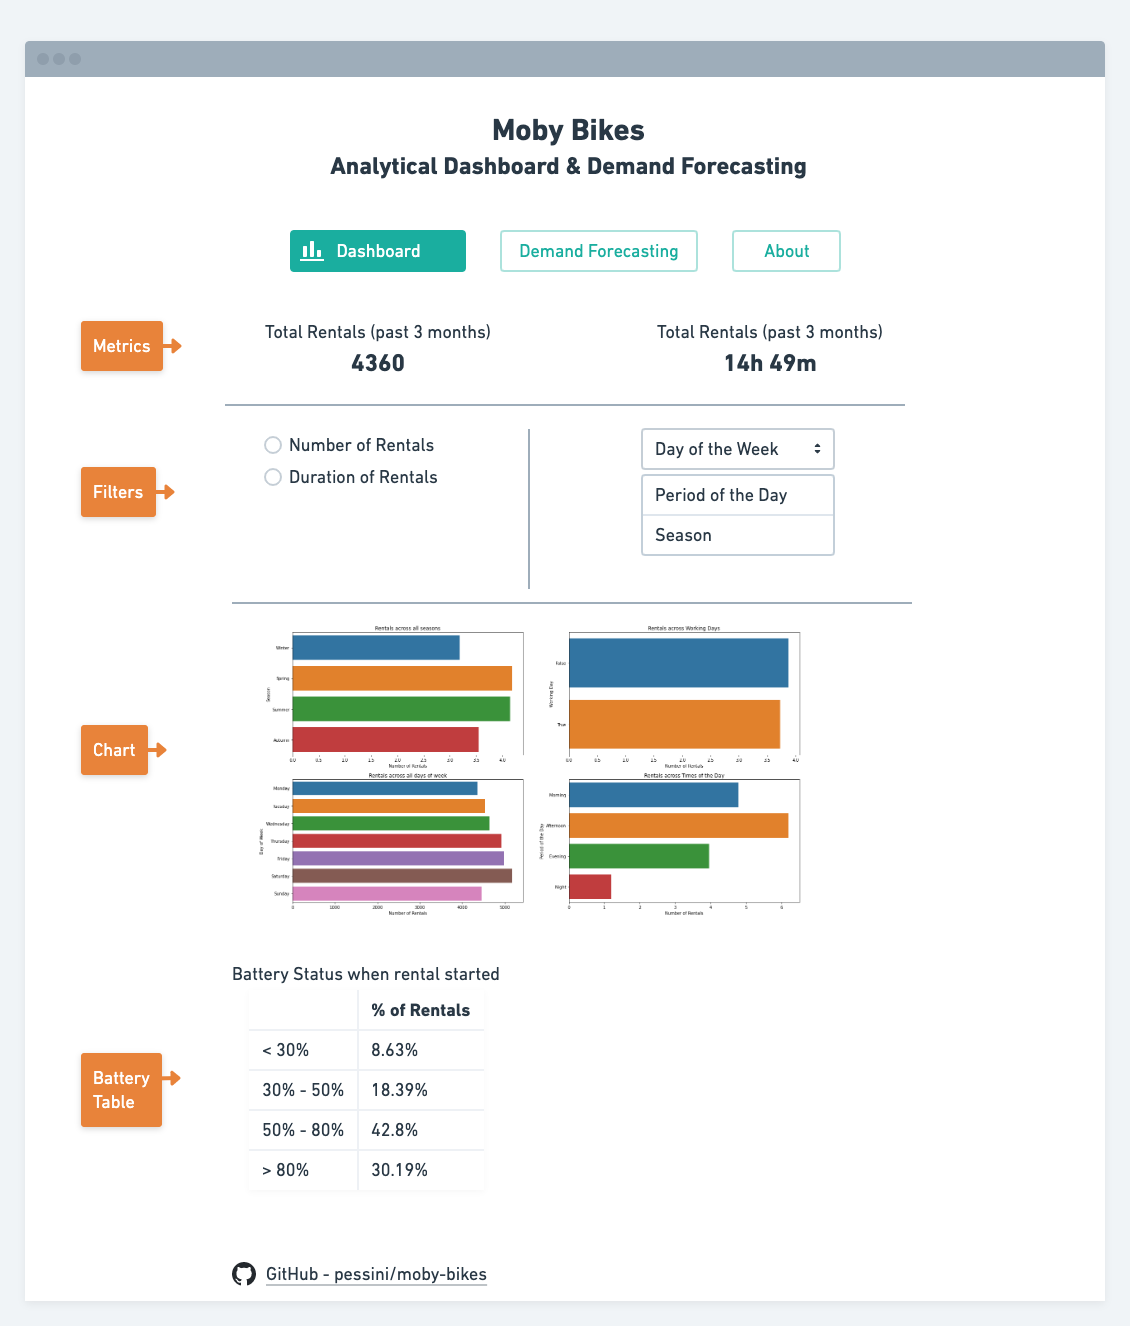 Moby Bikes
Analytical Dashboard & Demand Forecasting
Dashboard
Demand Forecasting
About
Metrics
Total Rentals (past 3 months)
4360
Total Rentals (past 3 months)
14h 49m
Filters
Number of Rentals
Duration of Rentals
Day of the Week
Period of the Day
Season
Chart
Rentals across all seasons
Season
Winter
Spring
Summer
Autumn
0.0 0.5 1.0 1.5 2.0 2.5 3.0 3.5 4.0
Number of Rentals
Rentals across Working Days
Working Day
False
True
0.0 0.5 1.0 1.5 2.0 2.5 3.0 3.5 4.0
Number of Rentals
Rentals across all days of week
Day of Week
Monday
Tuesday
Wednesday
Thursday
Friday
Saturday
Sunday
0 1000 2000 3000 4000 5000
Number of Rentals
Rentals across Times of the Day
Period of the Day
Morning
Afternoon
Evening
Night
0 1 2 3 4 5 6
Number of Rentals
Battery Table
Battery Status when rental started
% of Rentals
< 30% 8.63%
30% - 50% 18.39%
50% - 80% 42.8%
> 80% 30.19%
GitHub - pessini/moby-bikes